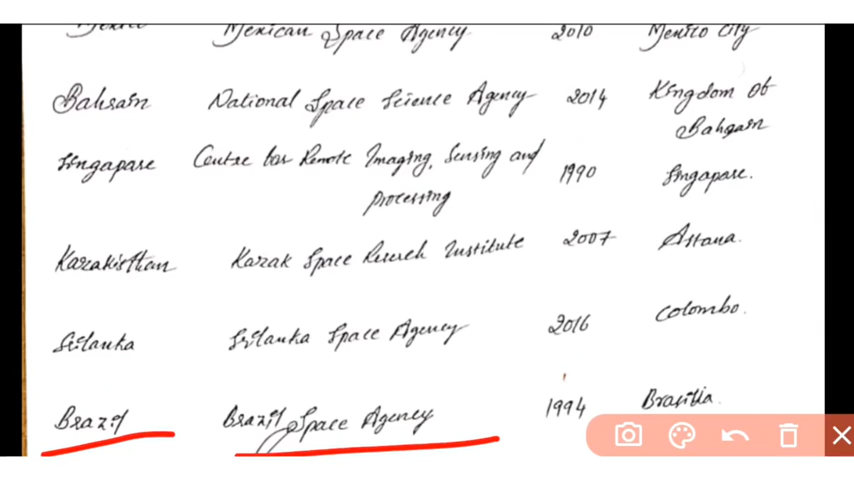 Mexico Mexican Space Agency. 2010 Mexico City
Bahrain National Space Science Agency 2014 Kingdom of
Bahrain
Singapore Centre for Remote Imaging, Sensing and 1990 Singapore.
Processing
Kazakisthan Kazak Space Reserch Institute 2007 Astana.
Srilanka Srilanka Space Agency 2016 Colombo.
Brazil Brazil Space Agency 1994 Brasilia.